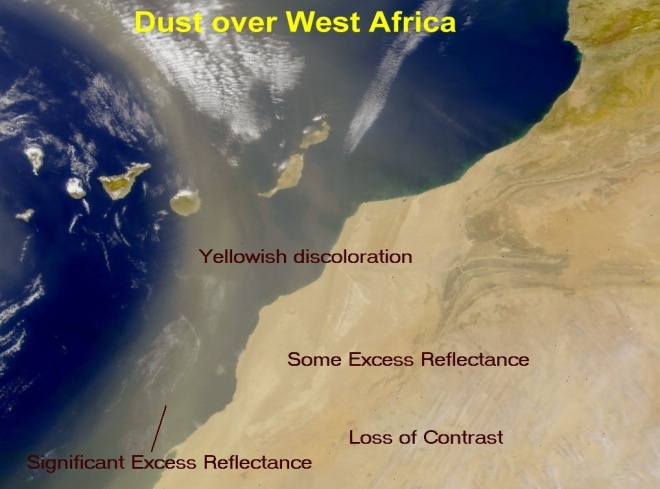 Dust over West Africa
Yellowish discoloration
Some Excess Reflectance
Loss of Contrast
Significant Excess Reflectance